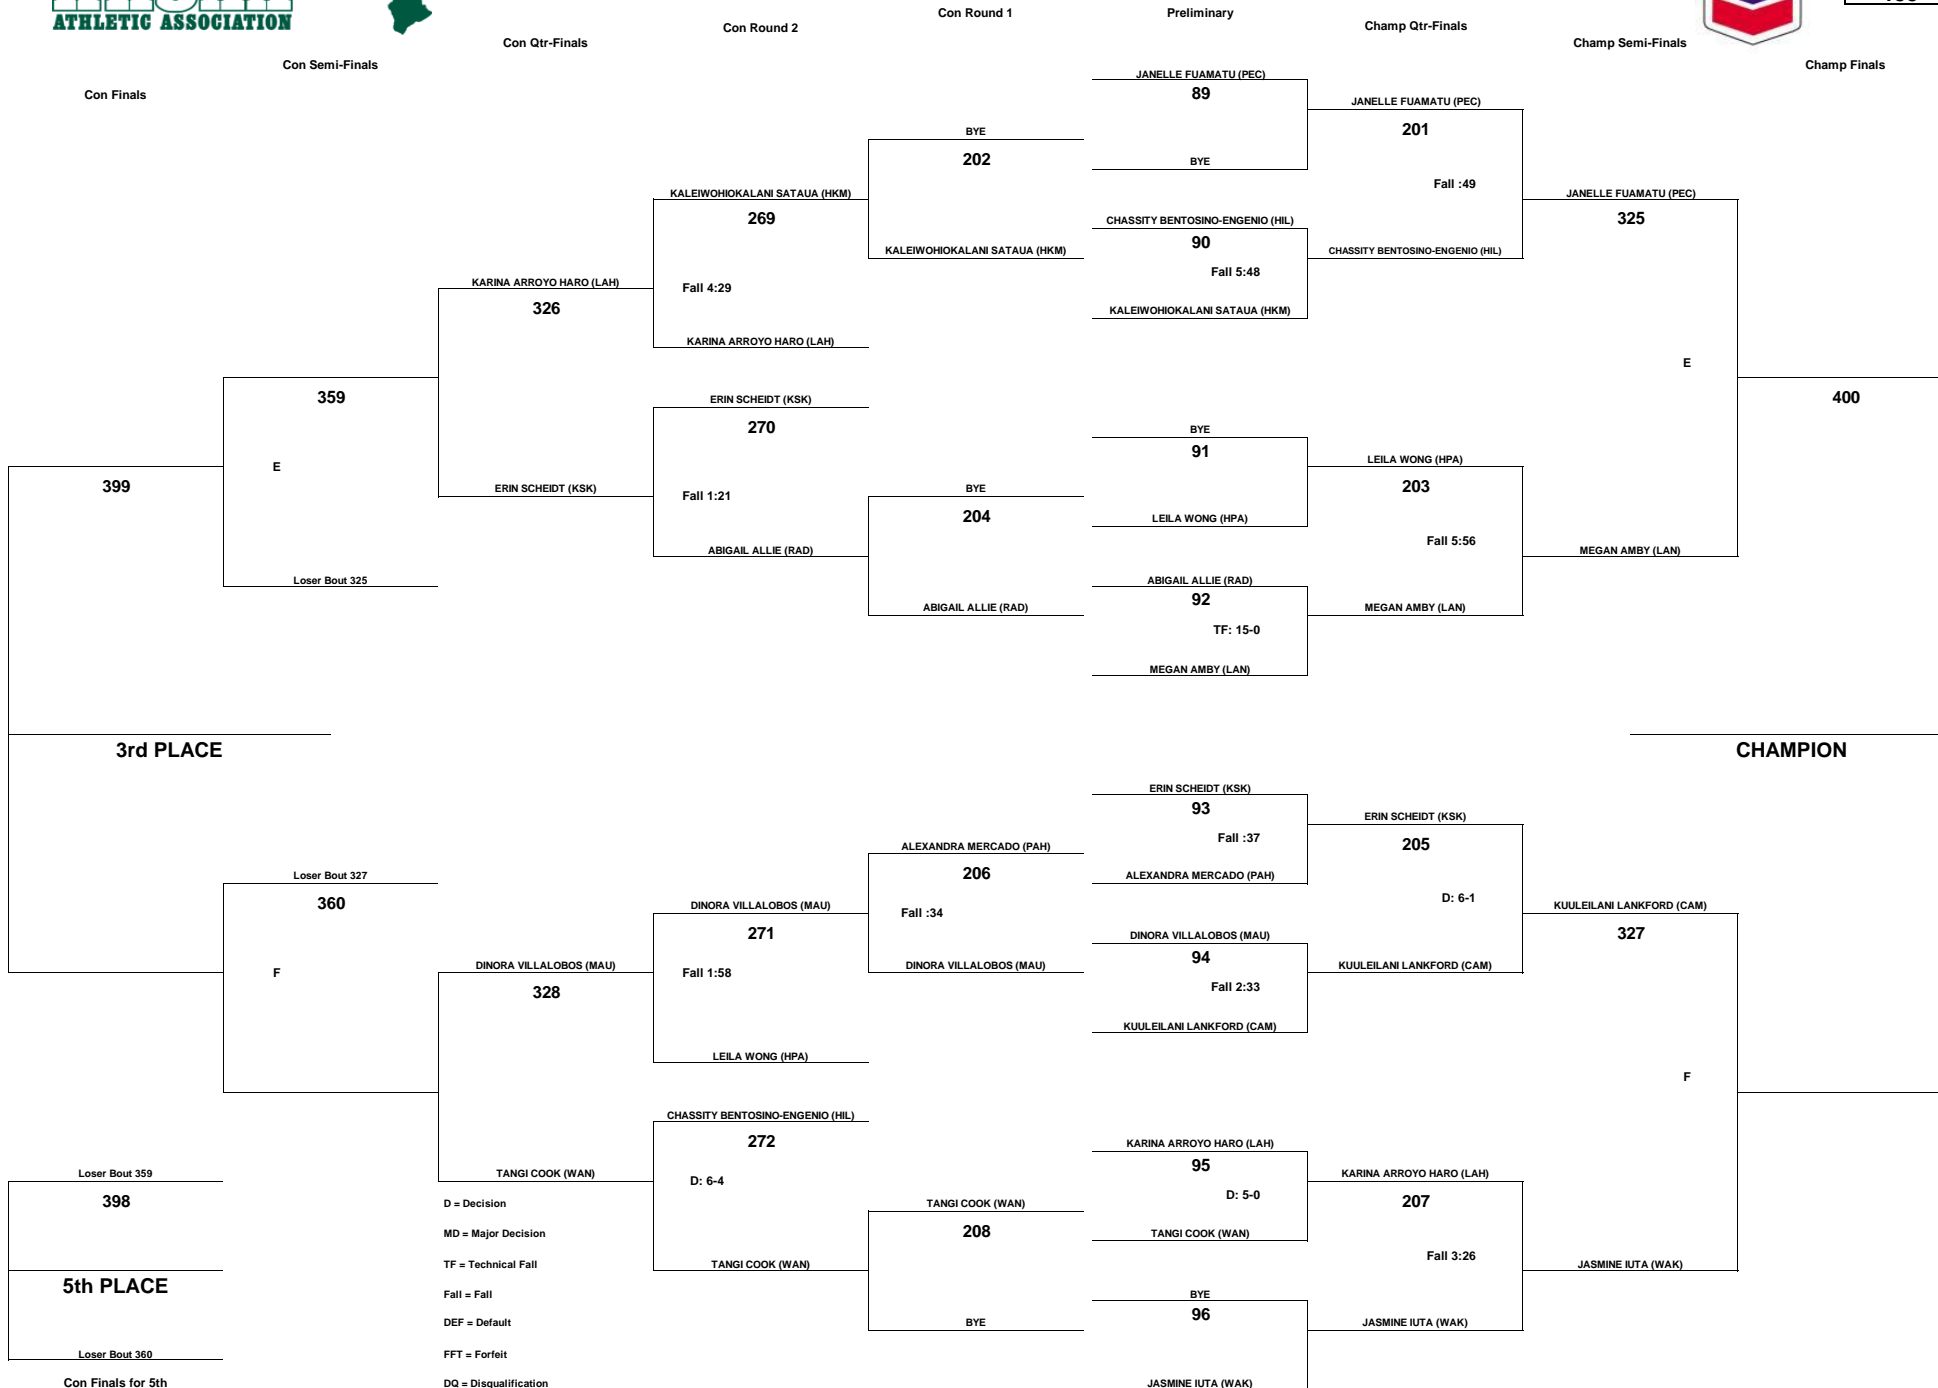 ATHLETIC ASSOCIATION
Con Round 1
Preliminary
Con Round 2
Champ Qtr-Finals
Con Qtr-Finals
Champ Semi-Finals
Con Semi-Finals
Champ Finals
Con Finals
JANELLE FUAMATU (PEC)
89
JANELLE FUAMATU (PEC)
BYE
201
202
BYE
Fall :49
KALEIWOHIOKALANI SATAUA (HKM)
JANELLE FUAMATU (PEC)
269
CHASSITY BENTOSINO-ENGENIO (HIL)
325
KALEIWOHIOKALANI SATAUA (HKM)
90
CHASSITY BENTOSINO-ENGENIO (HIL)
Fall 5:48
KARINA ARROYO HARO (LAH)
Fall 4:29
326
KALEIWOHIOKALANI SATAUA (HKM)
KARINA ARROYO HARO (LAH)
E
359
ERIN SCHEIDT (KSK)
400
270
BYE
91
E
LEILA WONG (HPA)
399
ERIN SCHEIDT (KSK)
Fall 1:21
BYE
203
204
LEILA WONG (HPA)
Fall 5:56
ABIGAIL ALLIE (RAD)
MEGAN AMBY (LAN)
Loser Bout 325
ABIGAIL ALLIE (RAD)
ABIGAIL ALLIE (RAD)
92
MEGAN AMBY (LAN)
TF: 15-0
MEGAN AMBY (LAN)
3rd PLACE
CHAMPION
ERIN SCHEIDT (KSK)
93
ERIN SCHEIDT (KSK)
Fall :37
ALEXANDRA MERCADO (PAH)
205
Loser Bout 327
206
ALEXANDRA MERCADO (PAH)
360
DINORA VILLALOBOS (MAU)
Fall :34
D: 6-1
KUULEILANI LANKFORD (CAM)
271
DINORA VILLALOBOS (MAU)
327
F
DINORA VILLALOBOS (MAU)
Fall 1:58
DINORA VILLALOBOS (MAU)
94
KUULEILANI LANKFORD (CAM)
328
Fall 2:33
KUULEILANI LANKFORD (CAM)
LEILA WONG (HPA)
F
CHASSITY BENTOSINO-ENGENIO (HIL)
272
KARINA ARROYO HARO (LAH)
Loser Bout 359
TANGI COOK (WAN)
D: 6-4
95
KARINA ARROYO HARO (LAH)
398
D = Decision
TANGI COOK (WAN)
D: 5-0
207
MD = Major Decision
208
TANGI COOK (WAN)
TF = Technical Fall
TANGI COOK (WAN)
Fall 3:26
JASMINE IUTA (WAK)
5th PLACE
Fall = Fall
BYE
DEF = Default
BYE
96
JASMINE IUTA (WAK)
Loser Bout 360
FFT = Forfeit
Con Finals for 5th
DQ = Disqualification
JASMINE IUTA (WAK)